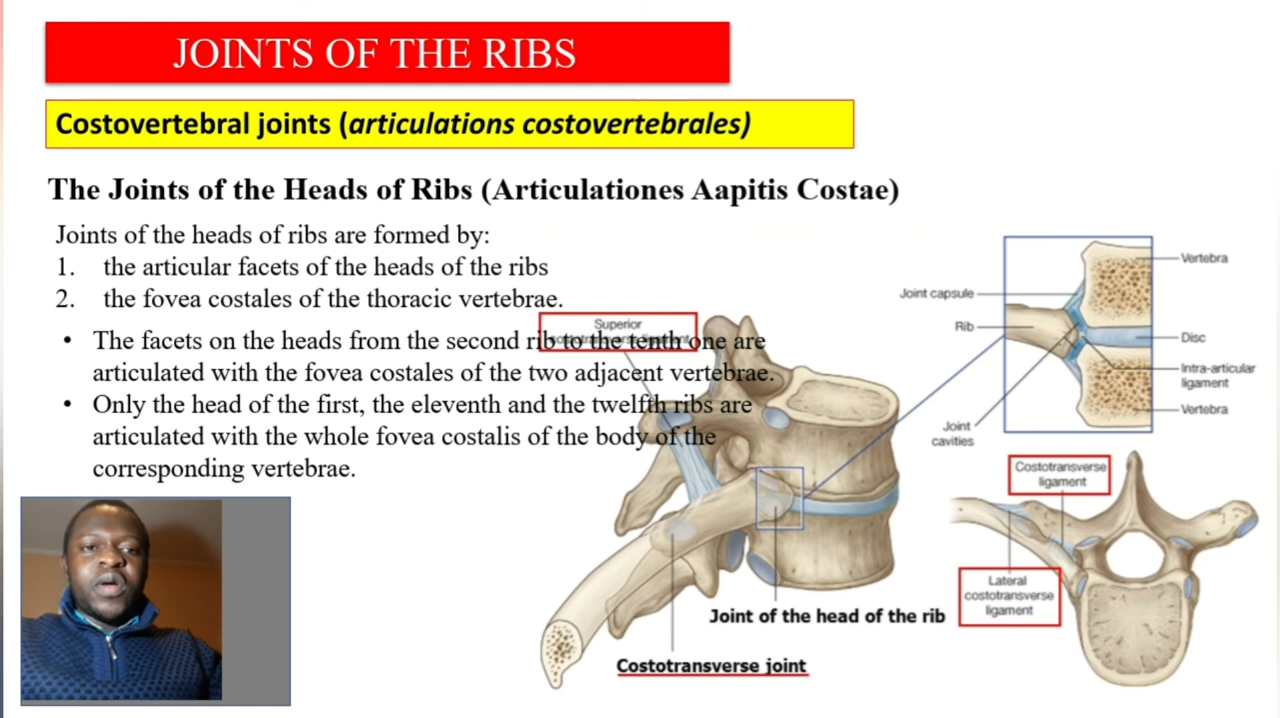 JOINTS OF THE RIBS
Costovertebral joints (articulations costovertebrales)
The Joints of the Heads of Ribs (Articulationes Aapitis Costae)
Joints of the heads of ribs are formed by:
1. the articular facets of the heads of the ribs
2. the fovea costales of the thoracic vertebrae.
• The facets on the heads from the second rib to the tenth one are
articulated with the fovea costales of the two adjacent vertebrae.
• Only the head of the first, the eleventh and the twelfth ribs are
articulated with the whole fovea costalis of the body of the
corresponding vertebrae.
Superior
Joint of the head of the rib
Costotransverse joint
Joint capsule
Rib
Joint
cavities
Vertebra
Disc
Intra-articular
ligament
Vertebra
Costotransverse
ligament
Lateral
costotransverse
ligament